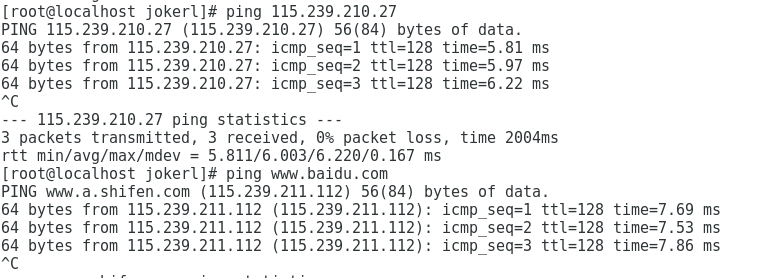 [root@localhost jokerl]# ping 115.239.210.27
PING 115.239.210.27 (115.239.210.27) 56(84) bytes of data.
64 bytes from 115.239.210.27: icmp_seq=1 ttl=128 time=5.81 ms
64 bytes from 115.239.210.27: icmp_seq=2 ttl=128 time=5.97 ms
64 bytes from 115.239.210.27: icmp_seq=3 ttl=128 time=6.22 ms
^C
--- 115.239.210.27 ping statistics ---
3 packets transmitted, 3 received, 0% packet loss, time 2004ms
rtt min/avg/max/mdev = 5.811/6.003/6.220/0.167 ms
[root@localhost jokerl]# ping www.baidu.com
PING www.a.shifen.com (115.239.211.112) 56(84) bytes of data.
64 bytes from 115.239.211.112 (115.239.211.112): icmp_seq=1 ttl=128 time=7.69 ms
64 bytes from 115.239.211.112 (115.239.211.112): icmp_seq=2 ttl=128 time=7.53 ms
64 bytes from 115.239.211.112 (115.239.211.112): icmp_seq=3 ttl=128 time=7.86 ms
^C